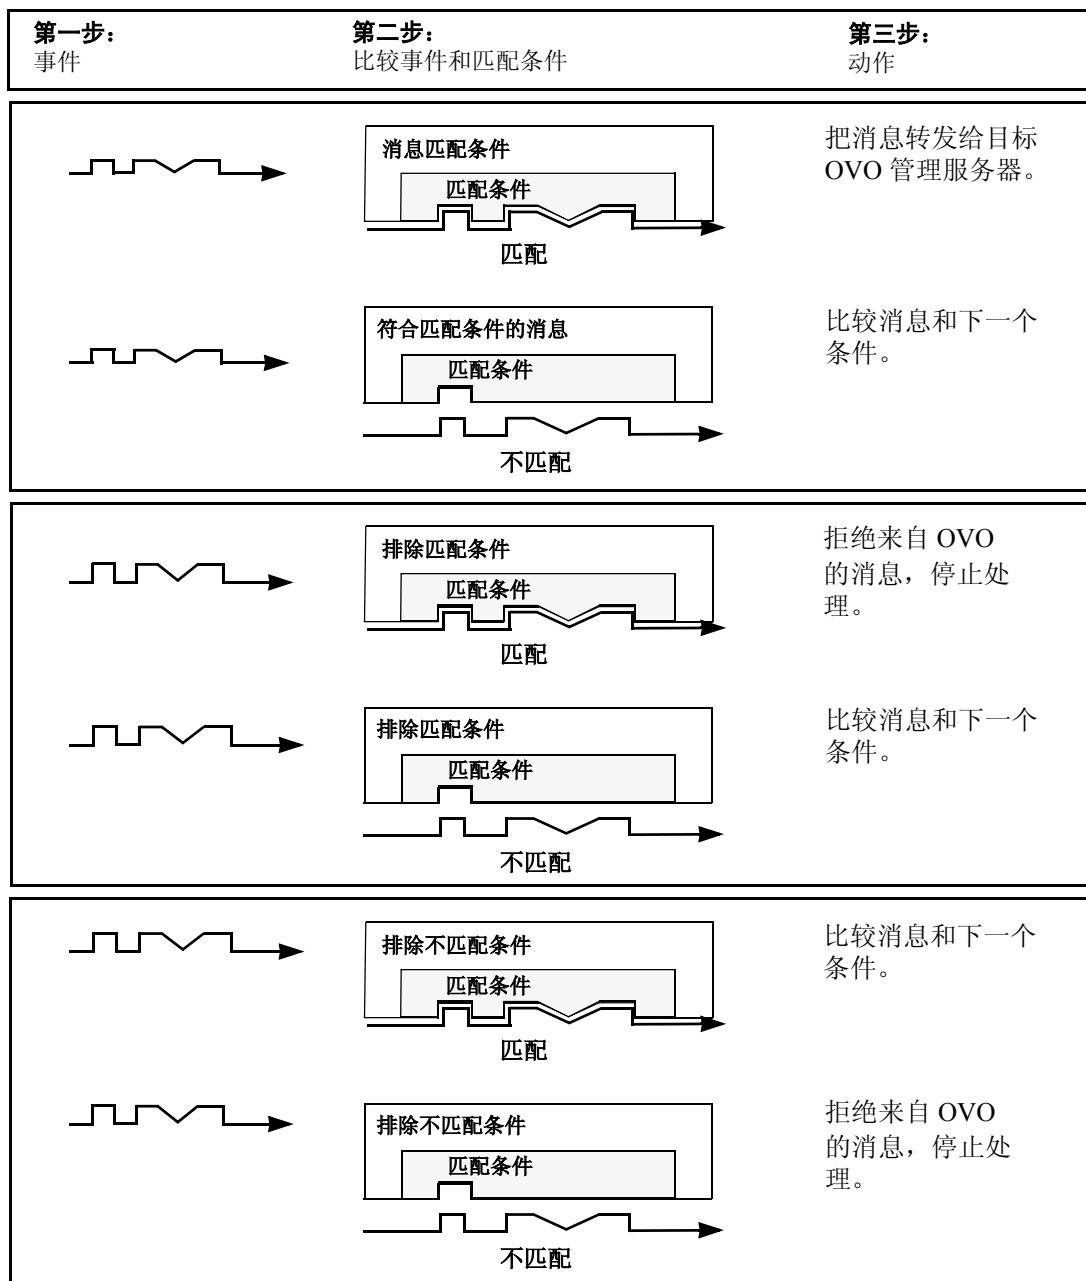 第一步：
事件
第二步：
比较事件和匹配条件
第三步：
动作
消息匹配条件
匹配条件
匹配
把消息转发给目标
OVO 管理服务器。
符合匹配条件的消息
匹配条件
不匹配
比较消息和下一个
条件。
排除匹配条件
匹配条件
匹配
拒绝来自 OVO
的消息，停止处
理。
排除匹配条件
匹配条件
不匹配
比较消息和下一个
条件。
排除不匹配条件
匹配条件
匹配
比较消息和下一个
条件。
排除不匹配条件
匹配条件
不匹配
拒绝来自 OVO
的消息，停止处
理。